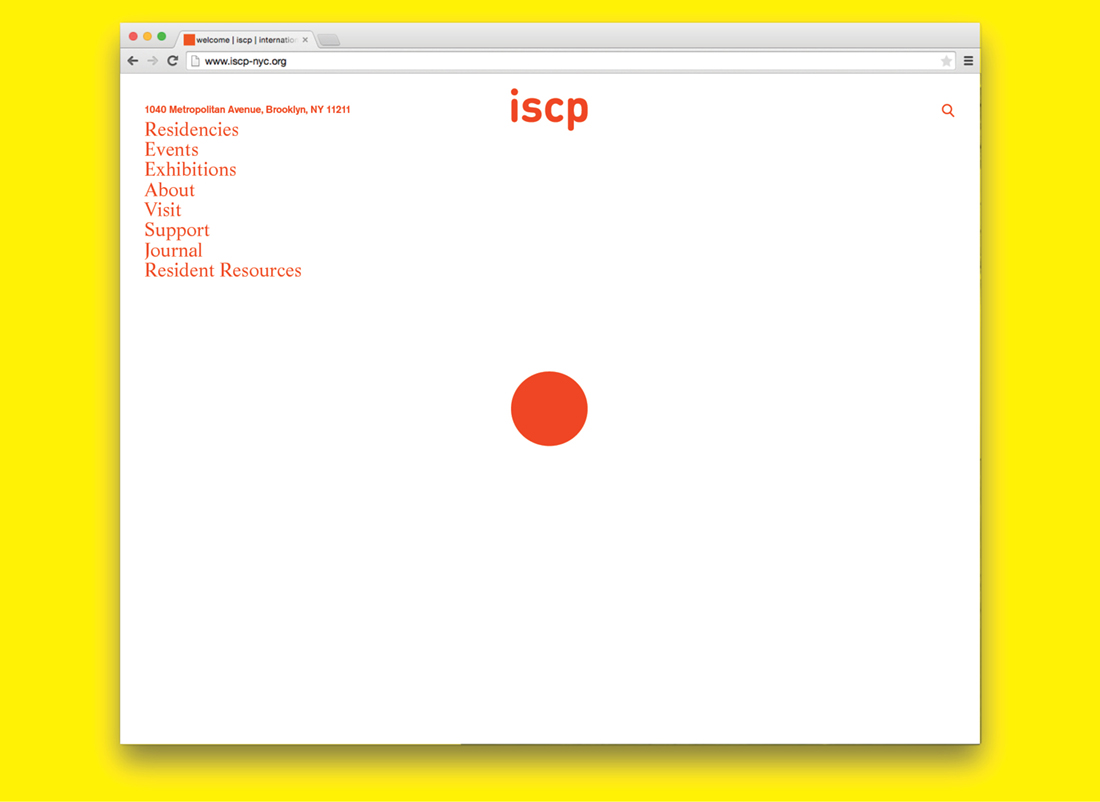 welcome | iscp | internatio
www.iscp-nyc.org
1040 Metropolitan Avenue, Brooklyn, NY 11211
iscp
Residencies
Events
Exhibitions
About
Visit
Support
Journal
Resident Resources